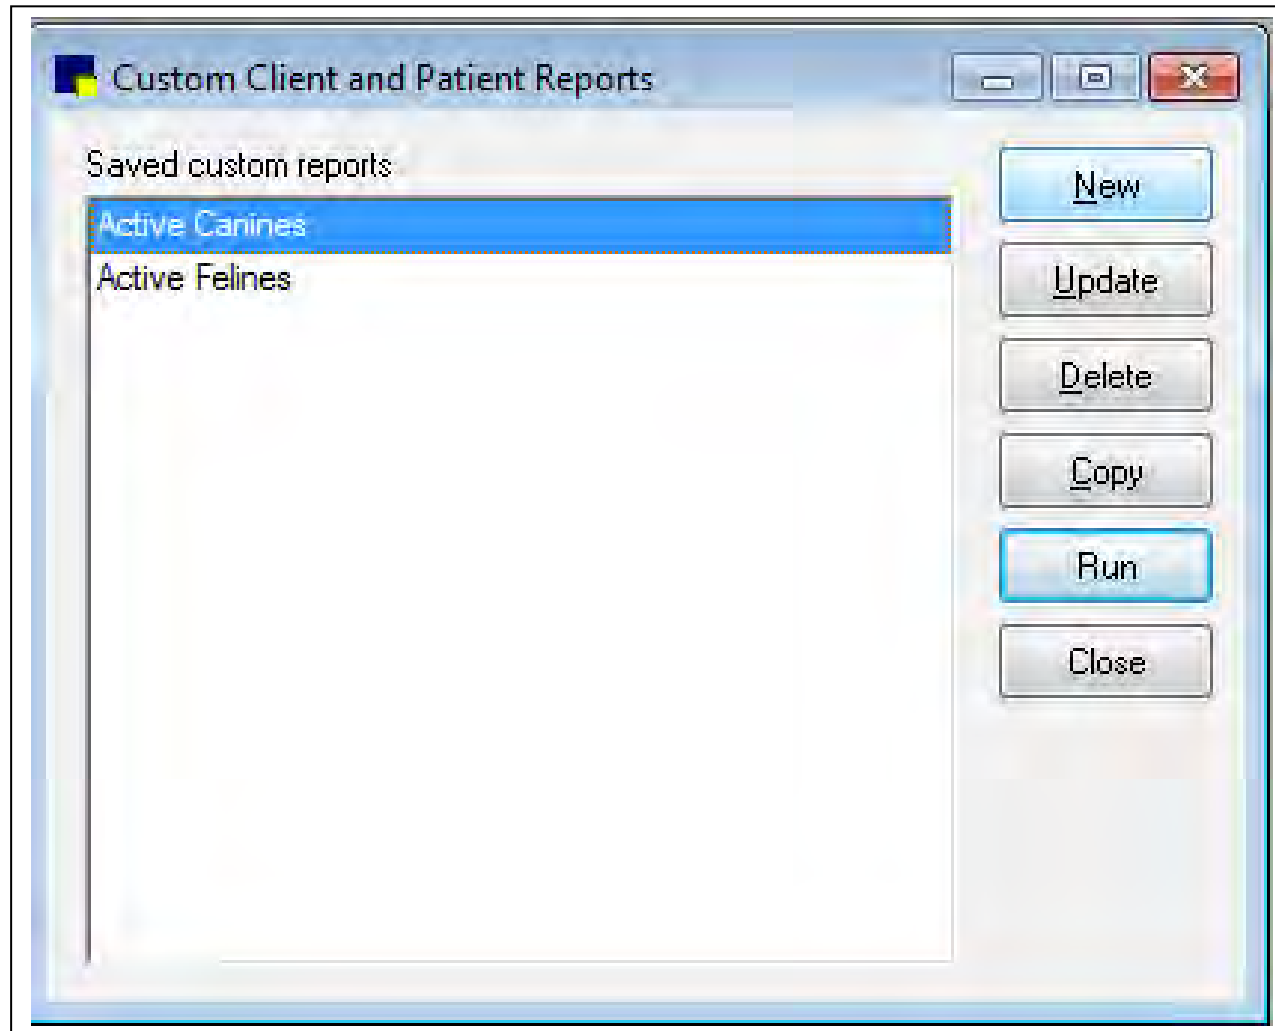 Custom Client and Patient Reports
Saved custom reports
Active Canines
Active Felines
New
Update
Delete
Copy
Run
Close